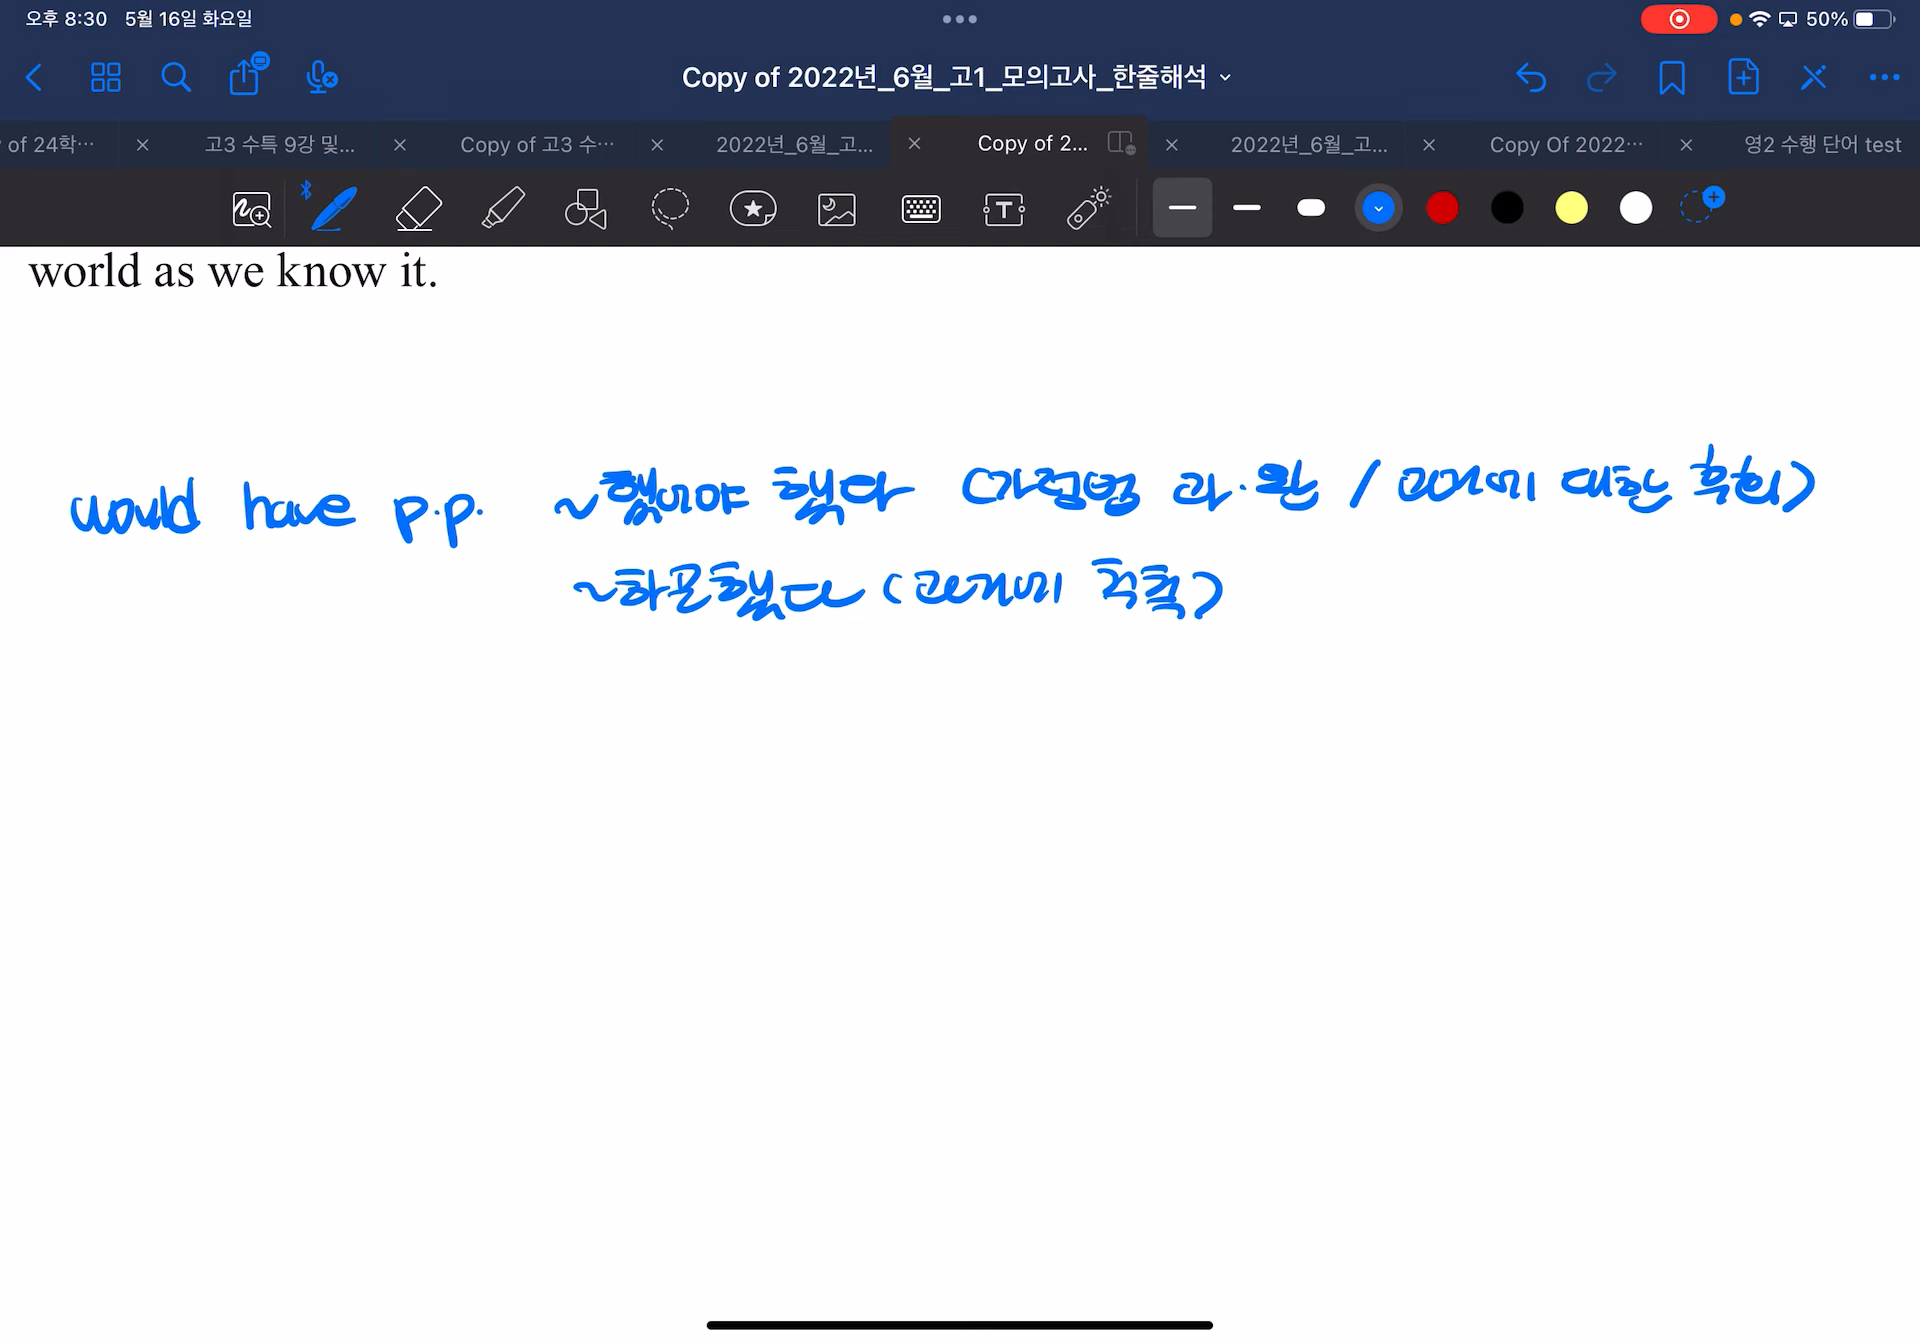 오후 8:30 5월 16일 화요일
50%
Copy of 2022년_6월_고1_모의고사_한줄해석
of 24학… 고3 수특 9강 및... Copy of 고3 수… 2022년_6월_고... Copy of 2... 2022년_6월_고... Copy Of 2022… 영2 수행 단어 test
world as we know it.
would have p.p. ~했어야 했다 (가정법 과·완 / 과거에 대한 후회)
~하곤했다 (과거에 척척)